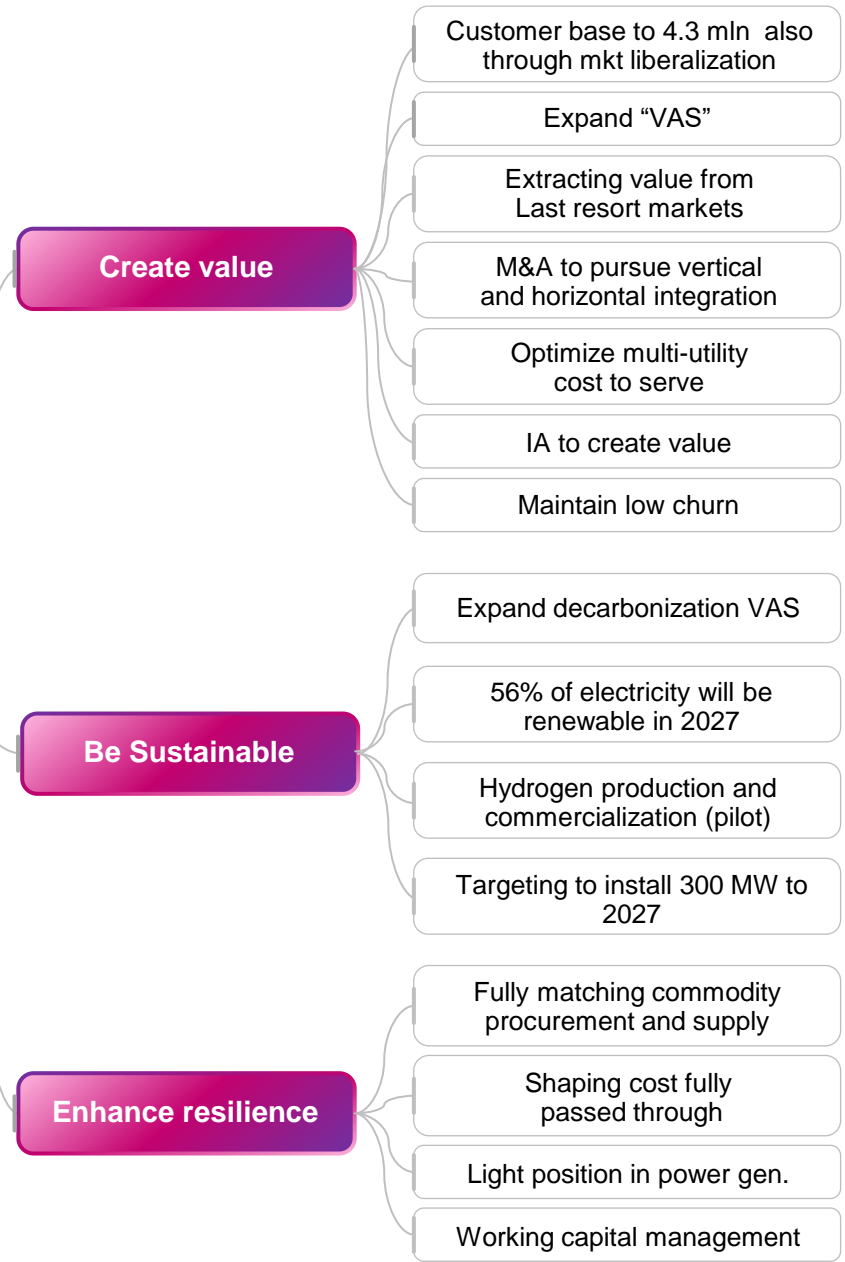 Create value
Customer base to 4.3 mln also
through mkt liberalization
Expand “VAS”
Extracting value from
Last resort markets
M&A to pursue vertical
and horizontal integration
Optimize multi-utility
cost to serve
IA to create value
Maintain low churn
Be Sustainable
Expand decarbonization VAS
56% of electricity will be
renewable in 2027
Hydrogen production and
commercialization (pilot)
Targeting to install 300 MW to
2027
Enhance resilience
Fully matching commodity
procurement and supply
Shaping cost fully
passed through
Light position in power gen.
Working capital management